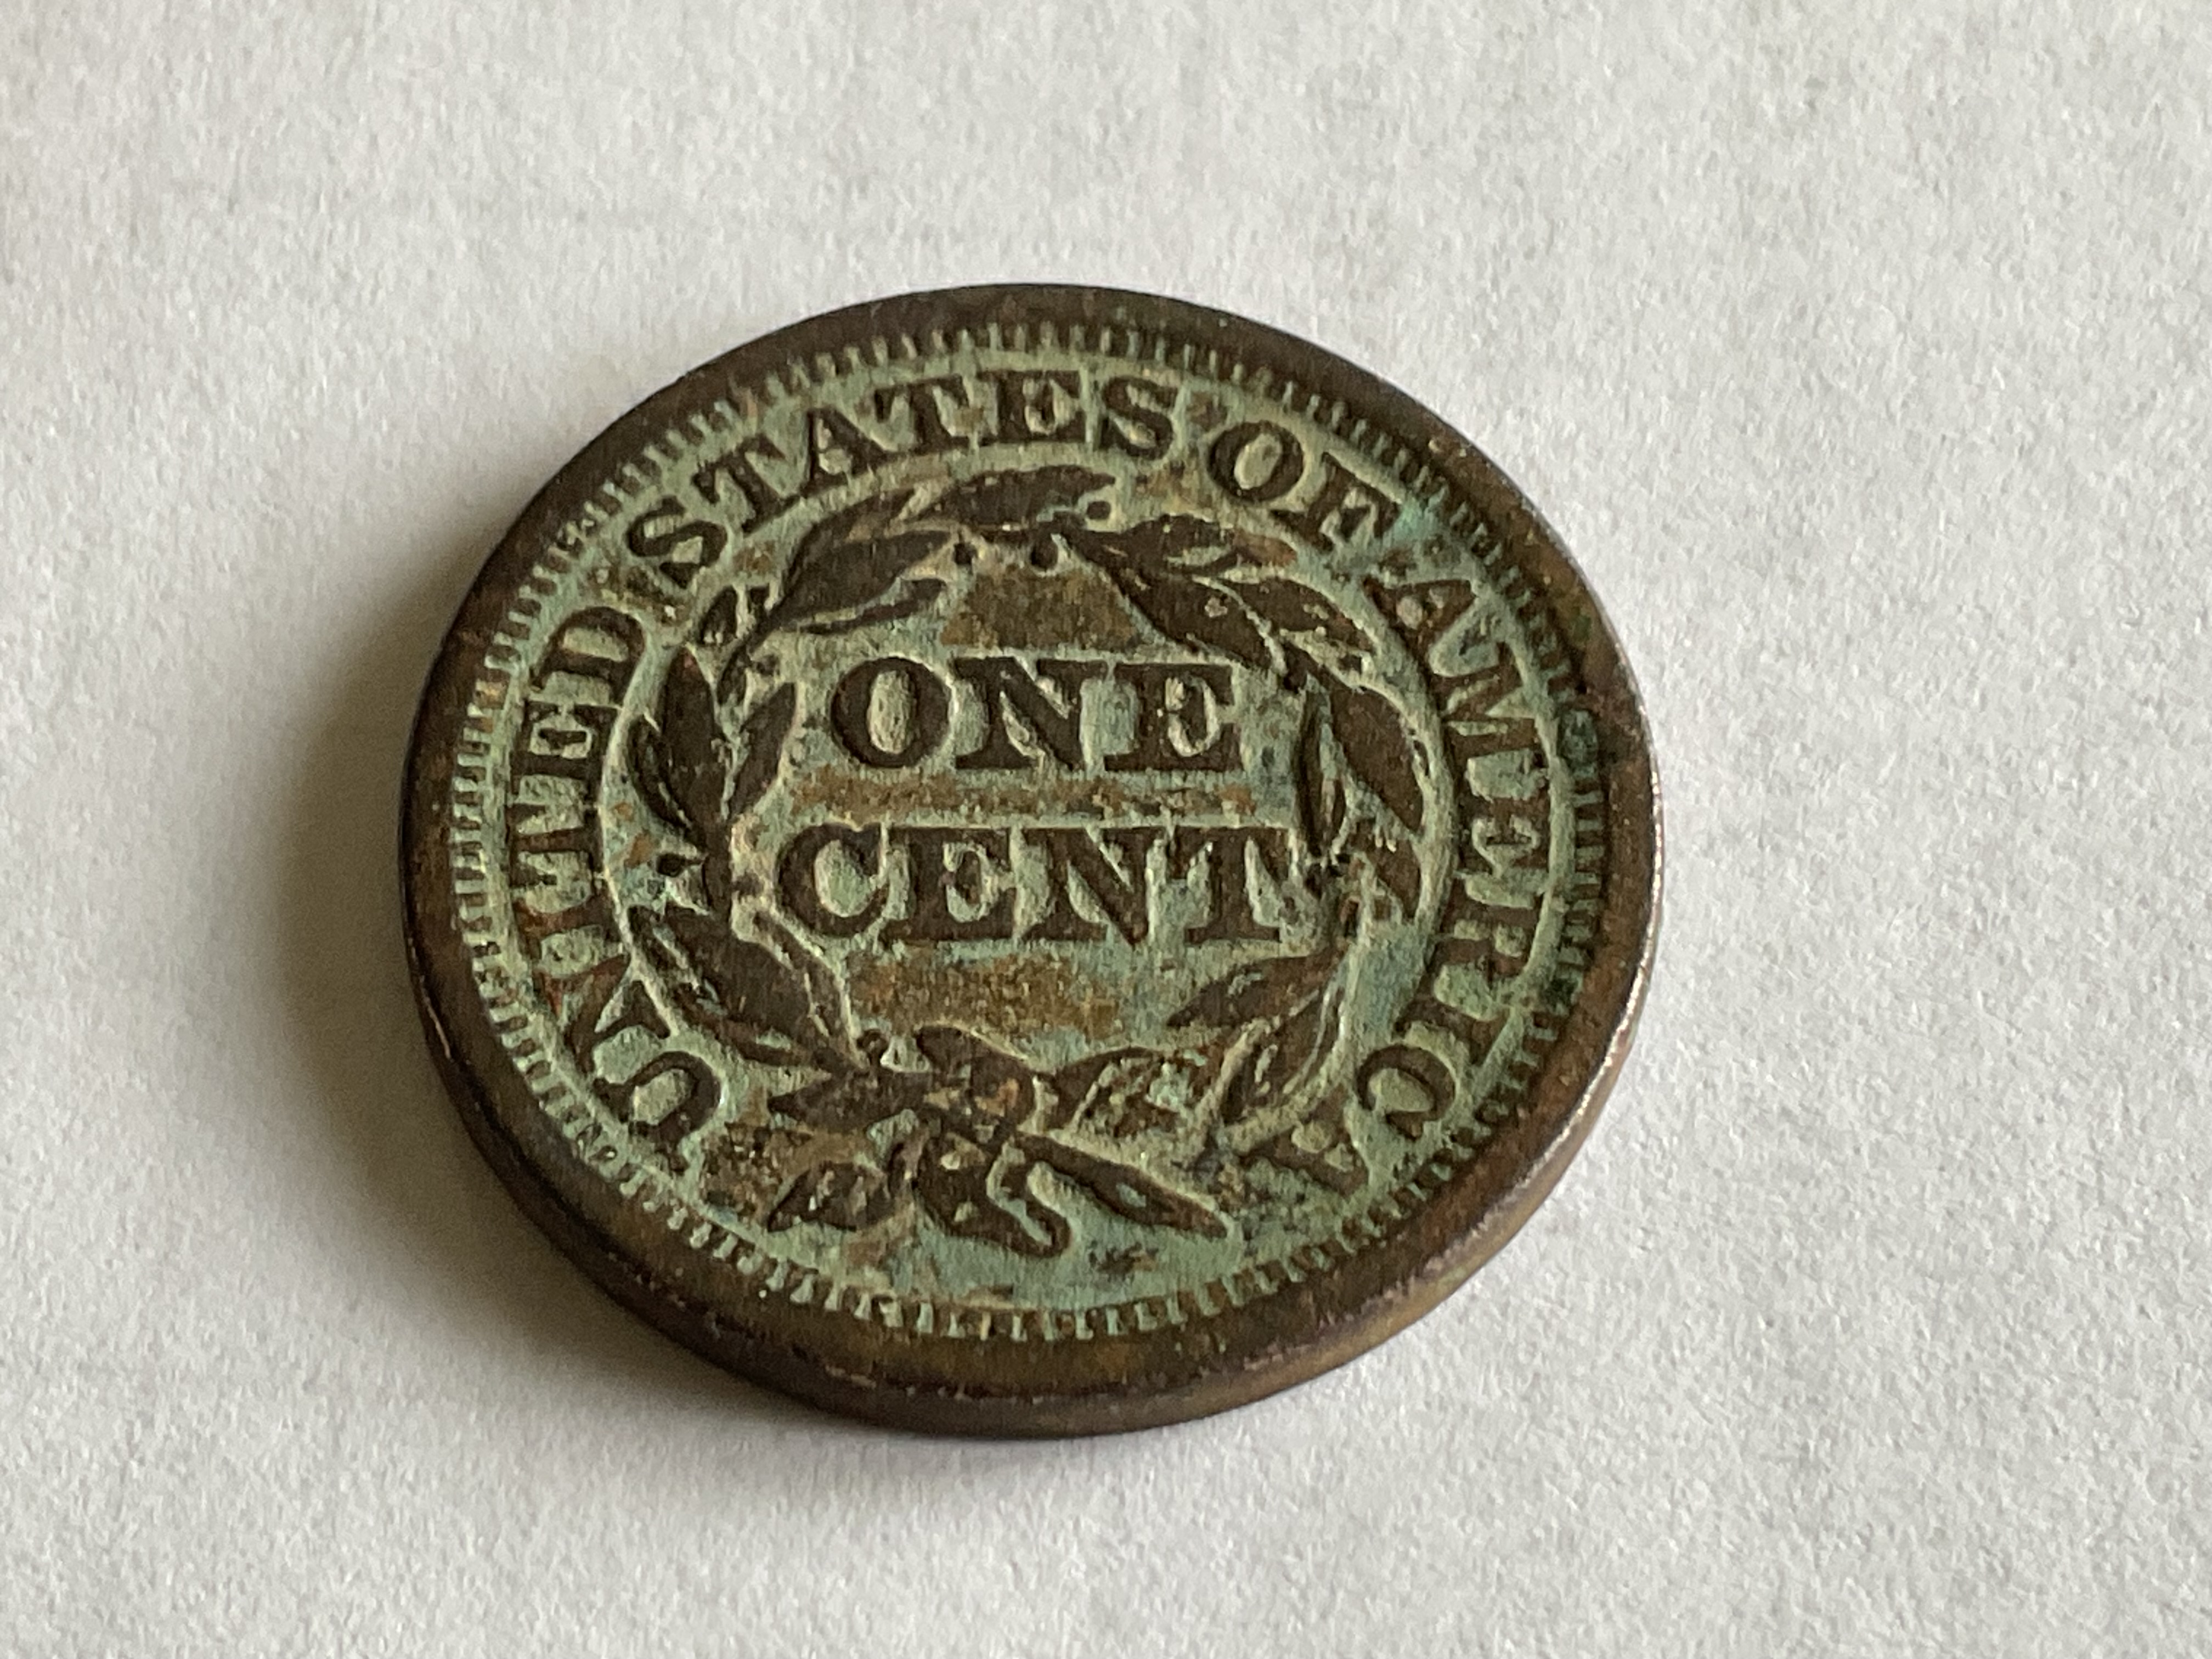 UNITED STATES OF AMERICA
ONE
CENT